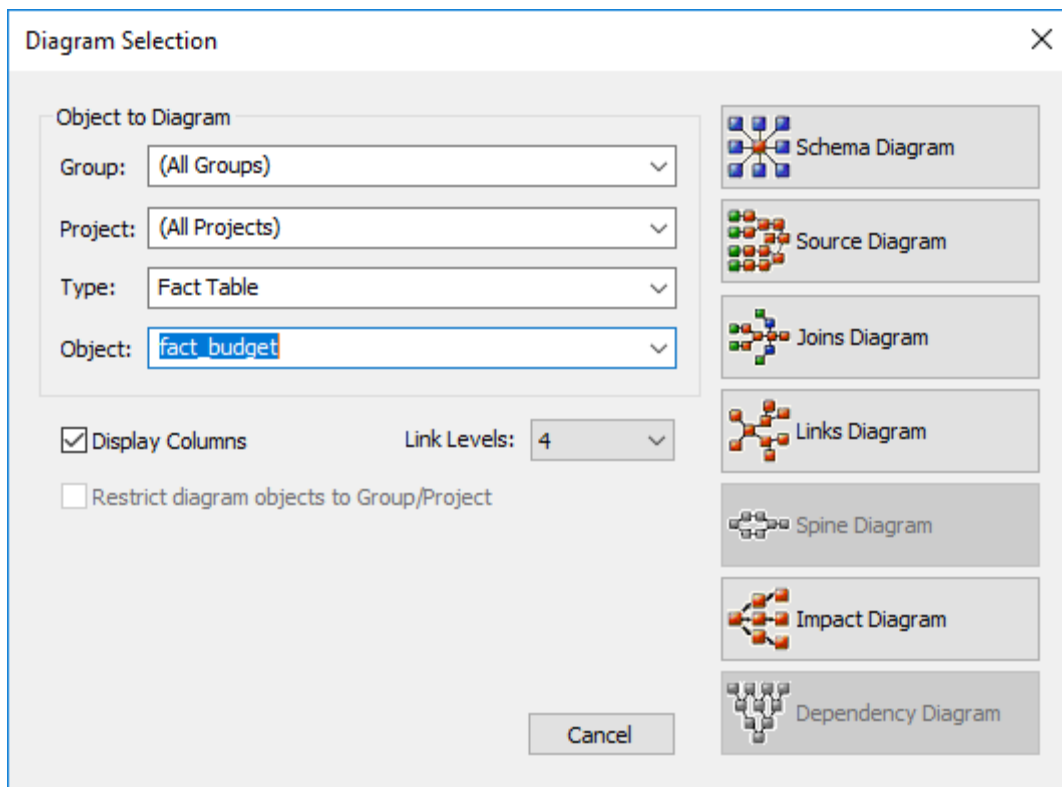 Diagram Selection
Object to Diagram
Group: (All Groups)
Project: (All Projects)
Type: Fact Table
Object: fact_budget
Display Columns
Link Levels: 4
Restrict diagram objects to Group/Project
Cancel
Schema Diagram
Source Diagram
Joins Diagram
Links Diagram
Spine Diagram
Impact Diagram
Dependency Diagram